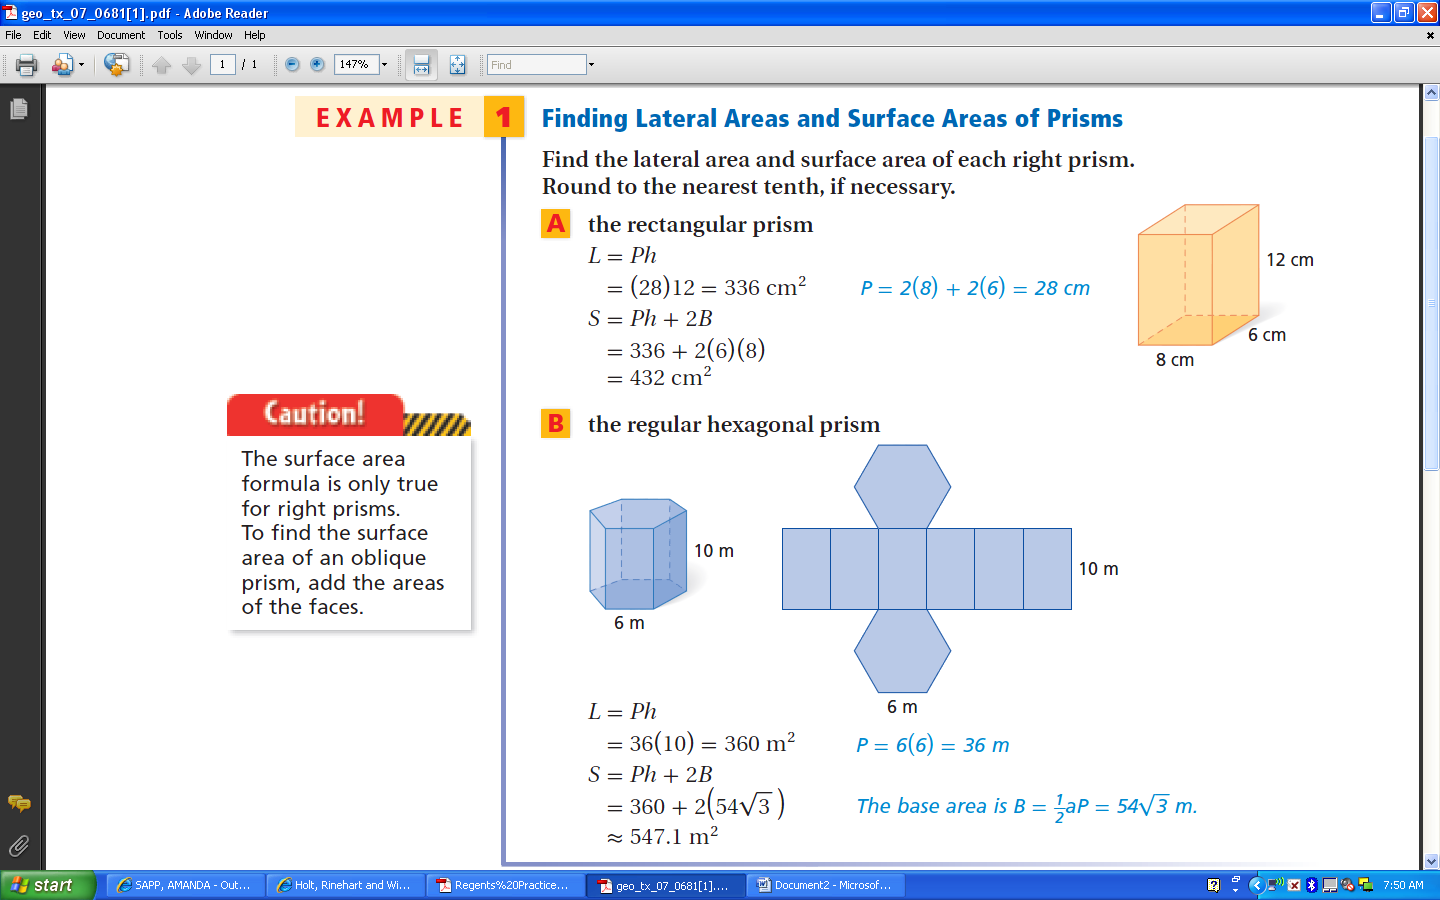 geo_tx_07_0681[1].pdf - Adobe Reader
File Edit View Document Tools Window Help
1 / 1 147% Find
EXAMPLE 1 Finding Lateral Areas and Surface Areas of Prisms
Find the lateral area and surface area of each right prism.
Round to the nearest tenth, if necessary.
A the rectangular prism
L = Ph
= (28)12 = 336 cm² P = 2(8) + 2(6) = 28 cm
S = Ph + 2B
= 336 + 2(6)(8)
= 432 cm²
12 cm
6 cm
8 cm
Caution!
The surface area
formula is only true
for right prisms.
To find the surface
area of an oblique
prism, add the areas
of the faces.
B the regular hexagonal prism
10 m
6 m
10 m
6 m
L = Ph
= 36(10) = 360 m² P = 6(6) = 36 m
S = Ph + 2B
= 360 + 2(54√3) The base area is B = 1/2aP = 54√3 m.
≈ 547.1 m²
start SAPP, AMANDA - Out... Holt, Rinehart and Wi... Regents%20Practice... geo_tx_07_0681[1].... Document2 - Microsof... 7:50 AM